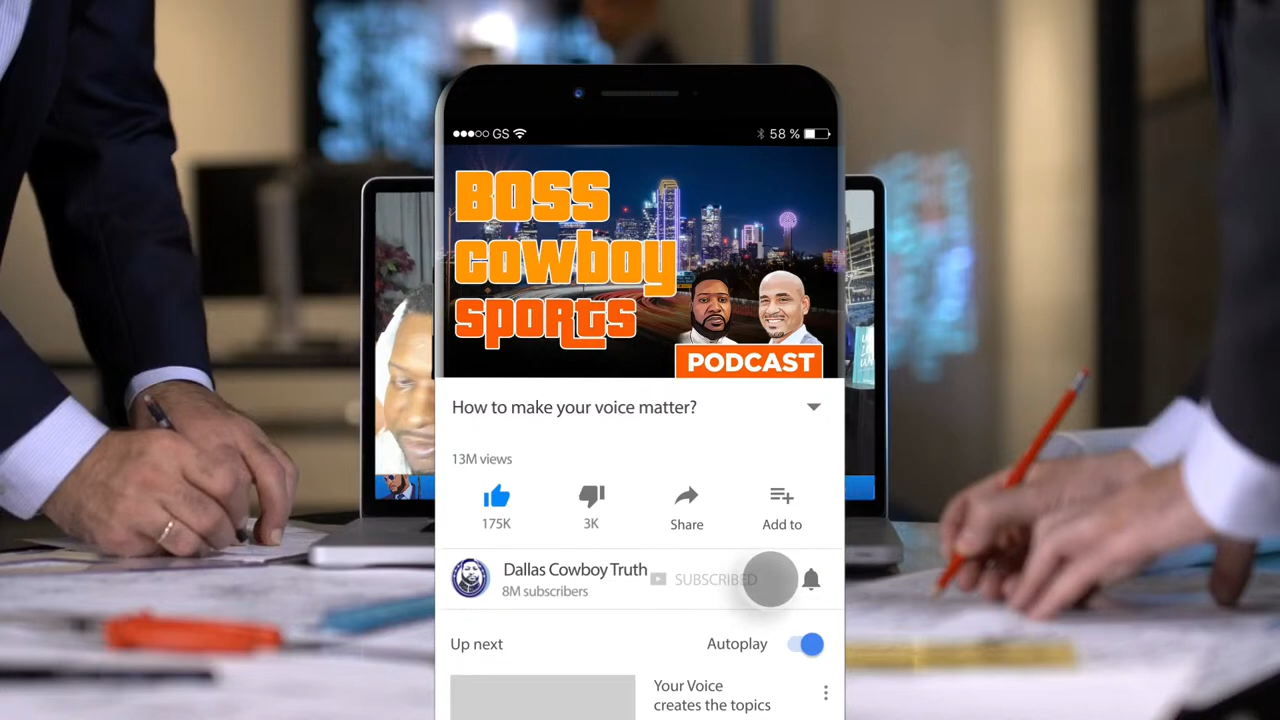 GS 58 %
BOSS
cowboy
sports
PODCAST
How to make your voice matter?
13M views
175K 3K Share Add to
Dallas Cowboy Truth SUBSCRIBED
8M subscribers
Up next Autoplay
Your Voice
creates the topics